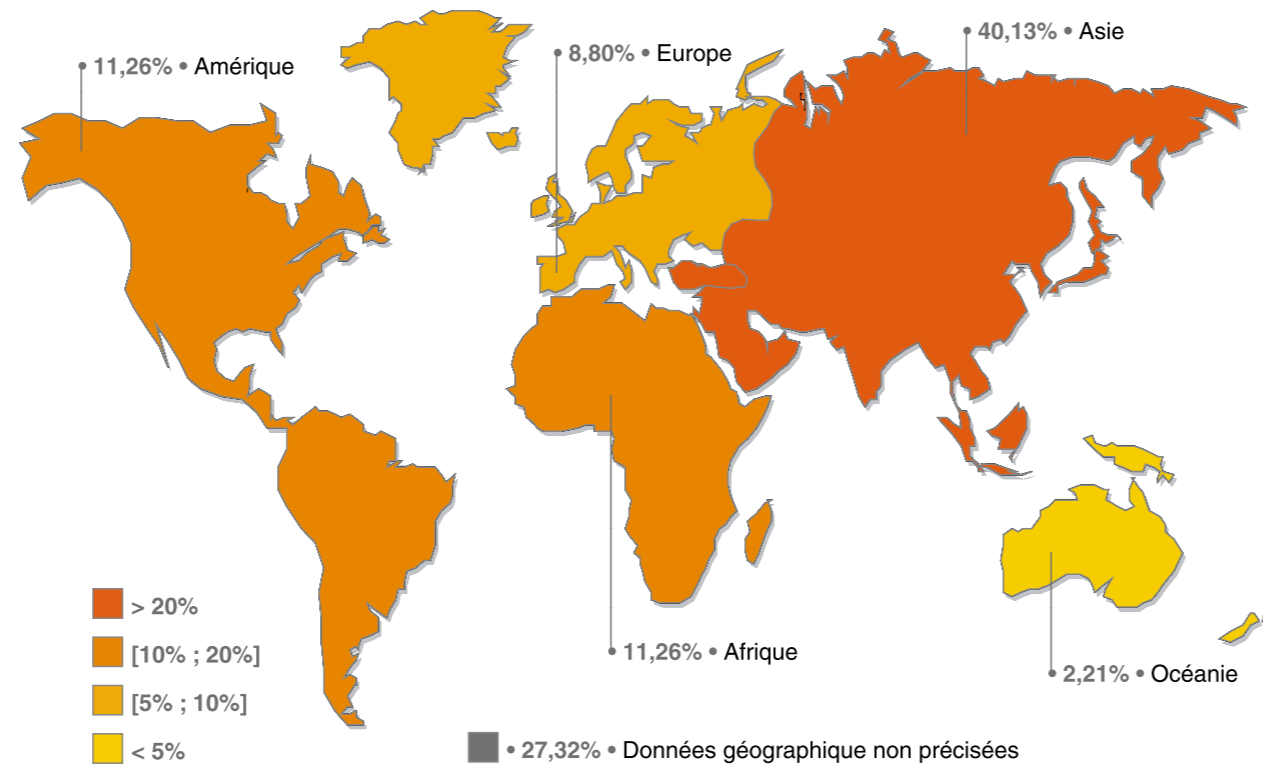 40,13% • Asie
8,80% • Europe
11,26% • Amérique
> 20%
[10% ; 20%]
11,26% • Afrique
2,21% • Océanie
[5% ; 10%]
< 5%
• 27,32% • Données géographique non précisées